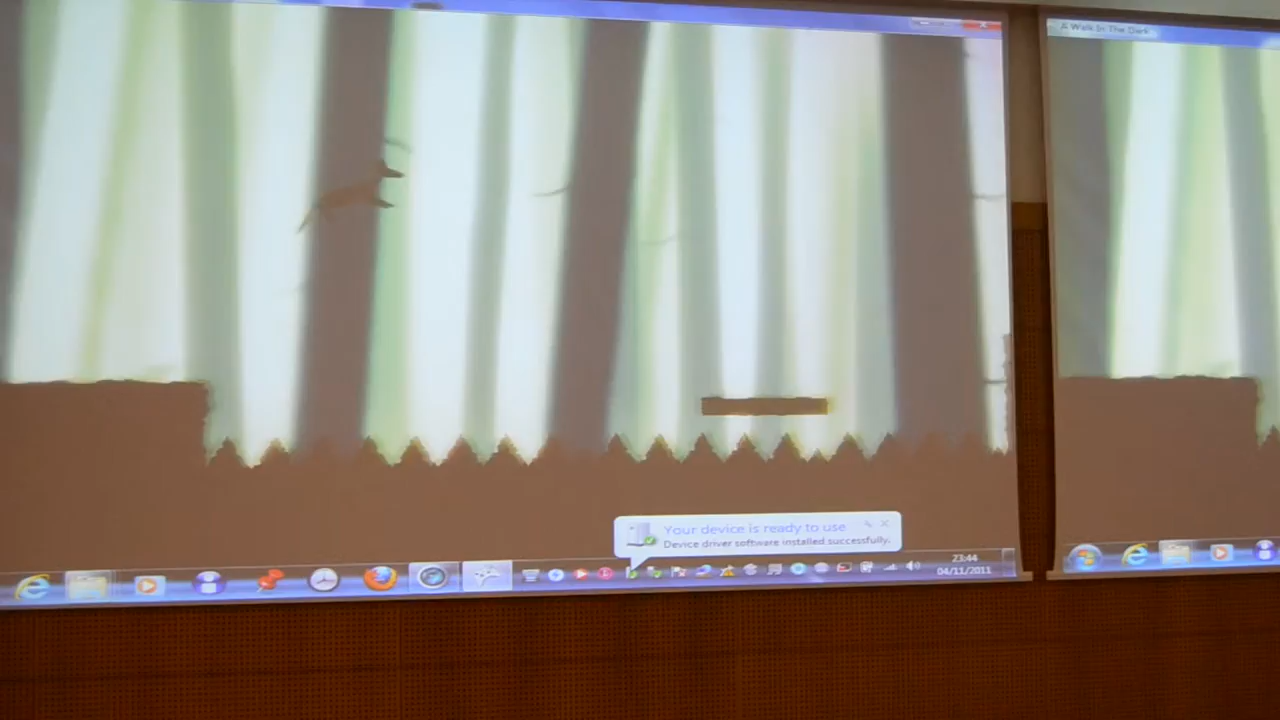 A Walk In The Dark
Your device is ready to use
Device driver software installed successfully.
23:44
04/11/2011